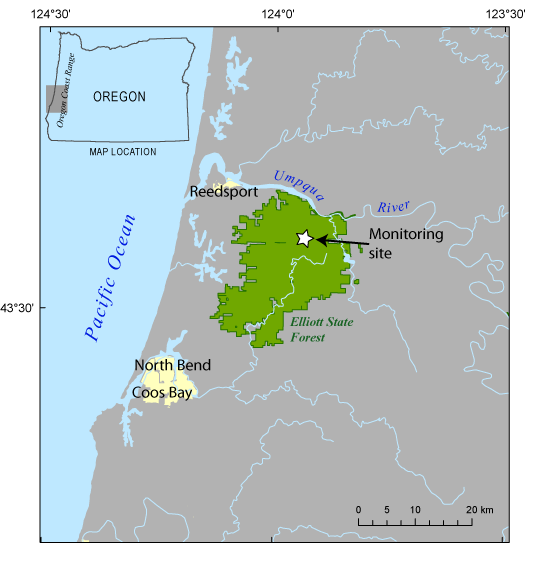 124°30'
124°0'
123°30'
Oregon Coast Range
OREGON
MAP LOCATION
Umpqua
Reedsport
River
Monitoring
site
Pacific Ocean
43°30'
Elliott State
Forest
North Bend
Coos Bay
0 5 10 20 km